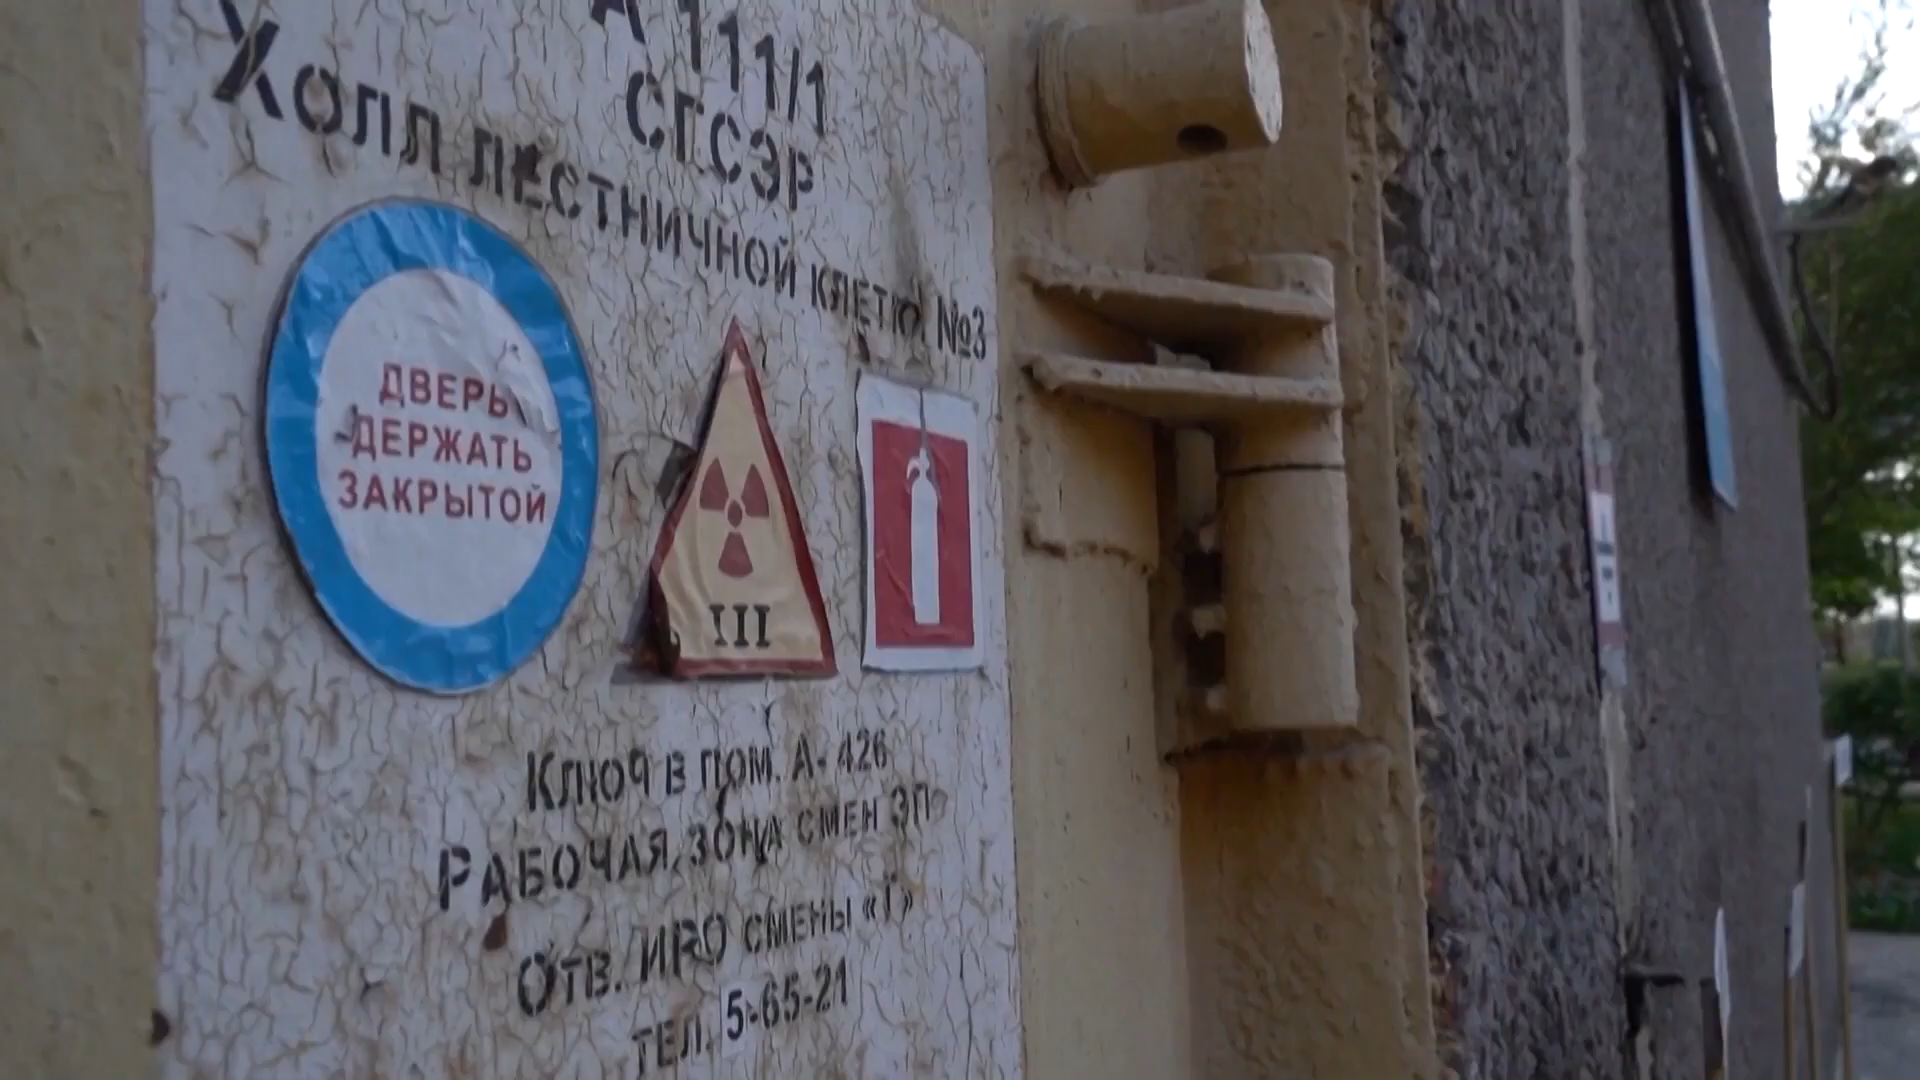 А 111/1
СГСЭР
Холл лестничной клетки №3
ДВЕРЬ
ДЕРЖАТЬ
ЗАКРЫТОЙ
III
Ключ в пом. А-426
Рабочая зона смен ЭП
Отв. ИРО смены «1»
тел. 5-65-21